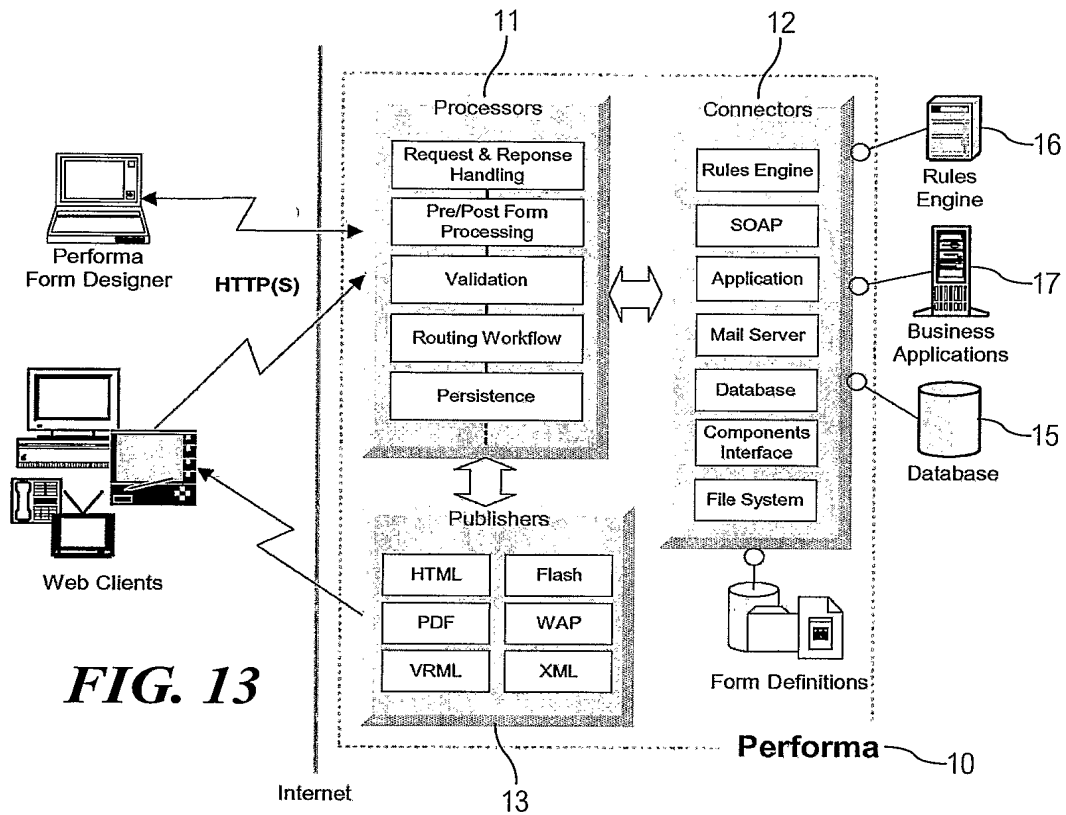 11
12
Processors
Connectors
Request & Reponse
Handling
Pre/Post Form
Processing
Validation
Routing Workflow
Persistence
Rules Engine
SOAP
Application
Mail Server
Database
Components
Interface
File System
16
Rules
Engine
17
Business
Applications
15
Database
Performa
Form Designer
HTTP(S)
Web Clients
Publishers
HTML
Flash
PDF
WAP
VRML
XML
Form Definitions
FIG. 13
Performa
10
13
Internet